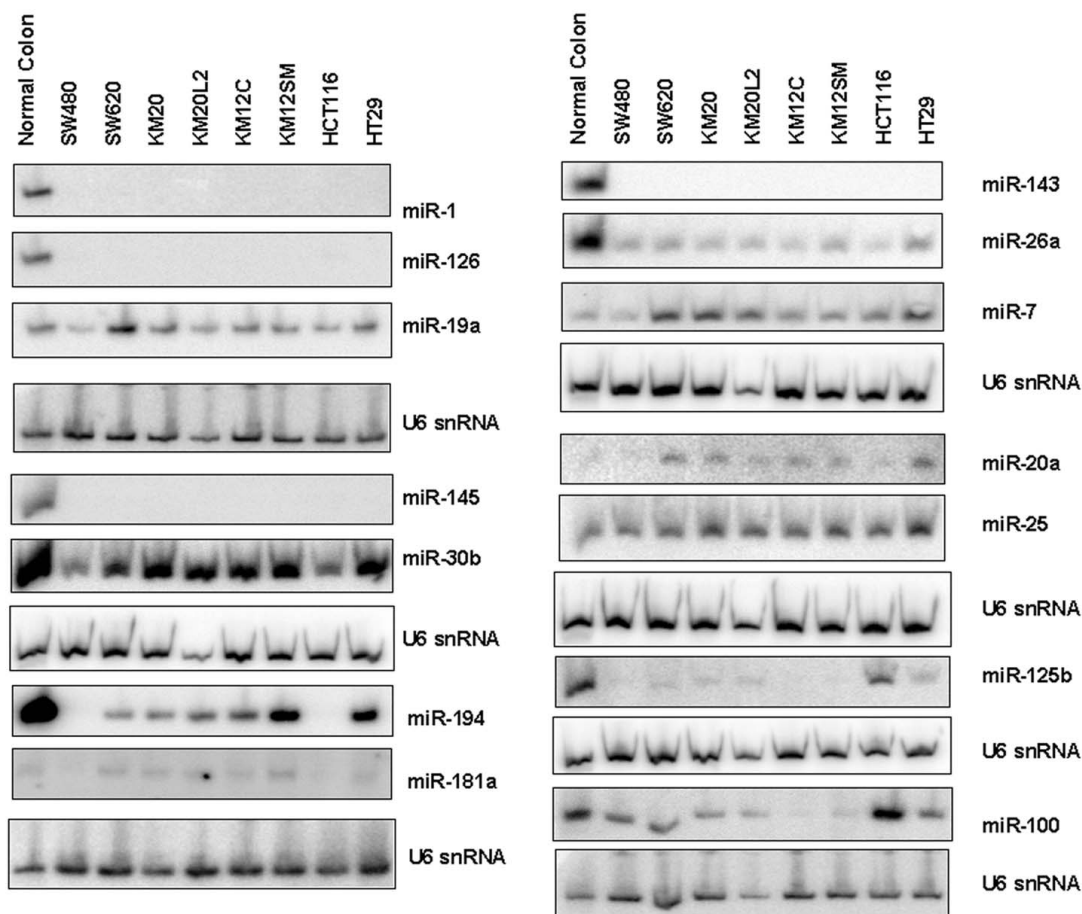 Normal Colon
SW480
SW620
KM20
KM20L2
KM12C
KM12SM
HCT116
HT29
miR-1
miR-126
miR-19a
U6 snRNA
miR-145
miR-30b
U6 snRNA
miR-194
miR-181a
U6 snRNA
Normal Colon
SW480
SW620
KM20
KM20L2
KM12C
KM12SM
HCT116
HT29
miR-143
miR-26a
miR-7
U6 snRNA
miR-20a
miR-25
U6 snRNA
miR-125b
U6 snRNA
miR-100
U6 snRNA